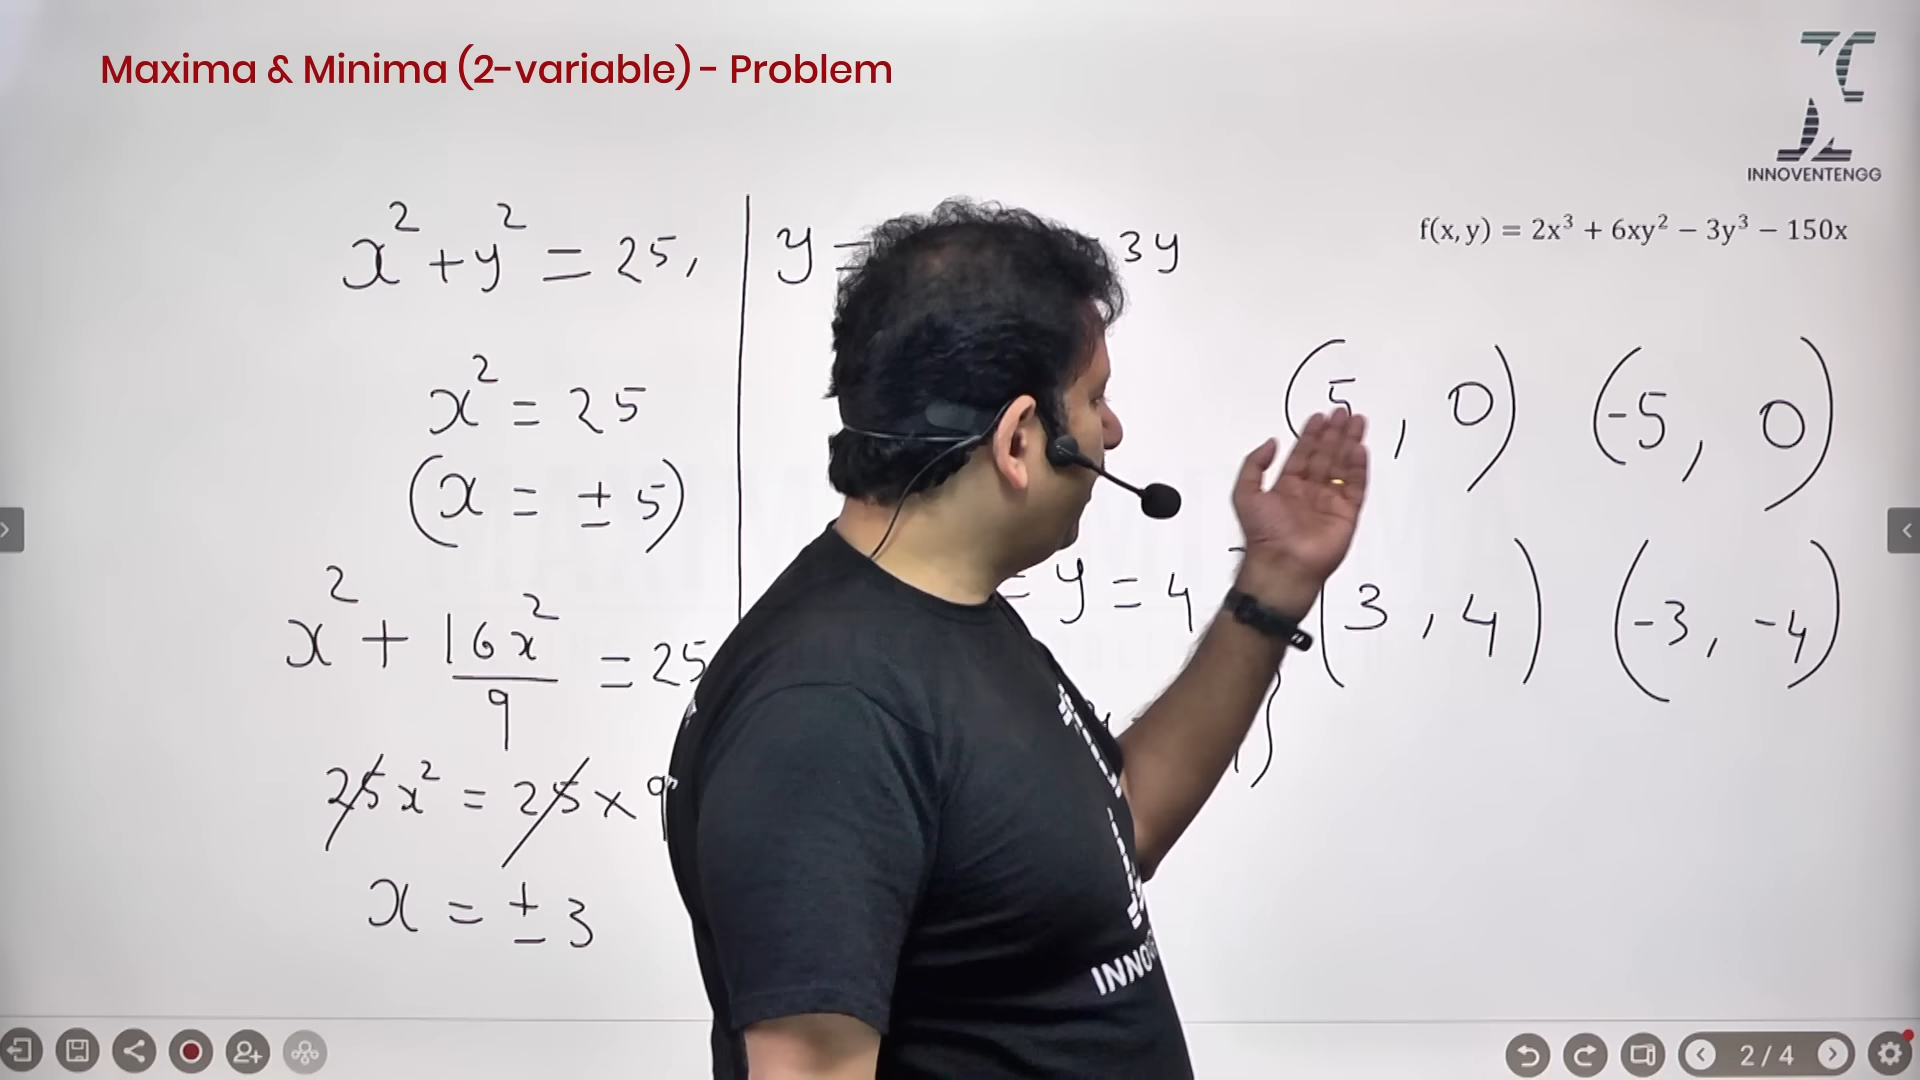 Maxima & Minima (2-variable) - Problem
INNOVENTENGG
f(x, y) = 2x³ + 6xy² − 3y³ − 150x
x² + y² = 25,
y =
3y
x² = 25
(x = ± 5)
x² + 16x²/9 = 25
25x² = 25 × 9
x = ± 3
= y = 4
(5, 0) (-5, 0)
(3, 4) (-3, -4)
INNO
2 / 4